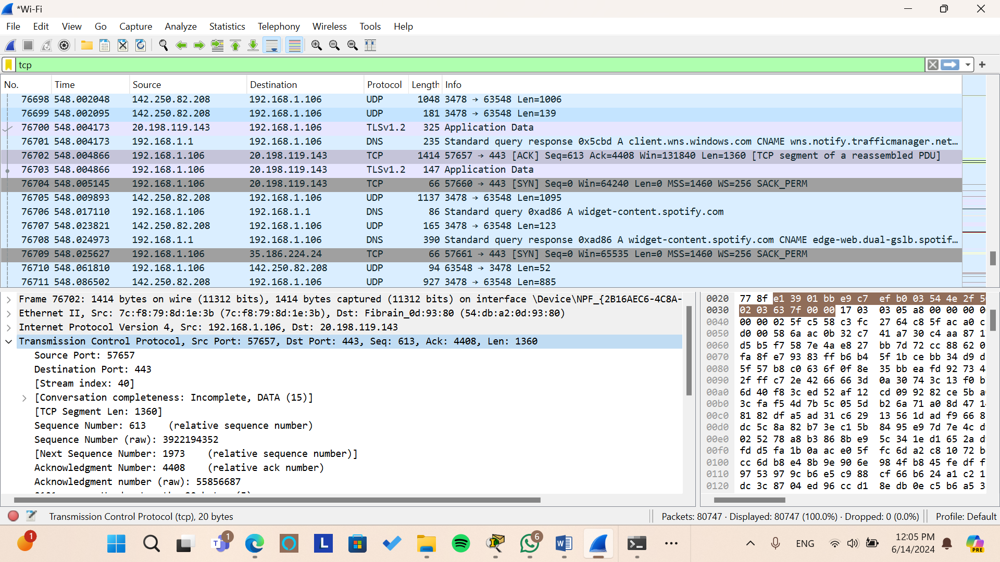 *Wi-Fi
File Edit View Go Capture Analyze Statistics Telephony Wireless Tools Help
tcp
No. Time Source Destination Protocol Length Info
76698 548.002048 142.250.82.208 192.168.1.106 UDP 1048 3478 → 63548 Len=1006
76699 548.002095 142.250.82.208 192.168.1.106 UDP 181 3478 → 63548 Len=139
76700 548.004173 20.198.119.143 192.168.1.106 TLSv1.2 325 Application Data
76701 548.004173 192.168.1.1 192.168.1.106 DNS 235 Standard query response 0x5cbd A client.wns.windows.com CNAME wns.notify.trafficmanager.net…
76702 548.004866 192.168.1.106 20.198.119.143 TCP 1414 57657 → 443 [ACK] Seq=613 Ack=4408 Win=131840 Len=1360 [TCP segment of a reassembled PDU]
76703 548.004866 192.168.1.106 20.198.119.143 TLSv1.2 147 Application Data
76704 548.005145 192.168.1.106 20.198.119.143 TCP 66 57660 → 443 [SYN] Seq=0 Win=64240 Len=0 MSS=1460 WS=256 SACK_PERM
76705 548.009893 142.250.82.208 192.168.1.106 UDP 1137 3478 → 63548 Len=1095
76706 548.017110 192.168.1.106 192.168.1.1 DNS 86 Standard query 0xad86 A widget-content.spotify.com
76707 548.023821 142.250.82.208 192.168.1.106 UDP 165 3478 → 63548 Len=123
76708 548.024973 192.168.1.1 192.168.1.106 DNS 390 Standard query response 0xad86 A widget-content.spotify.com CNAME edge-web.dual-gslb.spotif…
76709 548.025627 192.168.1.106 35.186.224.24 TCP 66 57661 → 443 [SYN] Seq=0 Win=65535 Len=0 MSS=1460 WS=256 SACK_PERM
76710 548.061810 192.168.1.106 142.250.82.208 UDP 94 63548 → 3478 Len=52
76711 548.086502 142.250.82.208 192.168.1.106 UDP 927 3478 → 63548 Len=885
Frame 76702: 1414 bytes on wire (11312 bits), 1414 bytes captured (11312 bits) on interface \Device\NPF_{2B16AEC6-4C8A-
Ethernet II, Src: 7c:f8:79:8d:1e:3b (7c:f8:79:8d:1e:3b), Dst: Fibrain_0d:93:80 (54:db:a2:0d:93:80)
Internet Protocol Version 4, Src: 192.168.1.106, Dst: 20.198.119.143
Transmission Control Protocol, Src Port: 57657, Dst Port: 443, Seq: 613, Ack: 4408, Len: 1360
Source Port: 57657
Destination Port: 443
[Stream index: 40]
[Conversation completeness: Incomplete, DATA (15)]
[TCP Segment Len: 1360]
Sequence Number: 613 (relative sequence number)
Sequence Number (raw): 3922194352
[Next Sequence Number: 1973 (relative sequence number)]
Acknowledgment Number: 4408 (relative ack number)
Acknowledgment number (raw): 55856687
0020 77 8f e1 39 01 bb e9 c7 ef b0 03 54 4e 2f
0030 02 03 63 7f 00 00 17 03 03 05 a8 00 00 00
0040 00 00 02 5f c5 58 c3 fc 27 64 c8 5f ac a0
0050 d0 00 58 6a ac 0b 32 c7 41 a7 30 c4 aa 87
0060 d5 b5 f7 58 7e 4a e8 27 bb 7d 72 cc 88 62
0070 fa 8f e7 93 83 ff b6 b4 5f 1b ce bb 34 d9
0080 5f 57 b8 c0 63 6f 0f 8e 35 bb ea fd 92 73
0090 2f ff c7 2e 42 66 66 3d 0a 30 74 3c 13 f0
00a0 6d 40 f8 3c ed 52 af 12 cd 09 92 82 ce 5b
00b0 3c fa f5 4d 7b 5c 05 5d b2 6a 71 a0 8d 47
00c0 81 82 df a5 ad 31 c6 29 13 56 1d ad f9 66
00d0 dc 5c 8a 82 b7 3e c1 5b 84 95 e9 7d 7e 4c
00e0 02 52 78 a8 b3 86 8b e9 5c 34 1e d1 65 2a
00f0 fd d5 fa 1b 0a ac e0 5f fc 6d a2 c8 10 72
0100 cc 6d b8 e4 8b 9e 90 6e 98 4f b8 45 fe df
0110 97 53 97 9c b6 e5 c9 88 cf 66 b6 24 a1 c2
0120 dc 3c 87 04 ed 96 cc d1 8e db 0e c5 b6 a5
Transmission Control Protocol (tcp), 20 bytes
Packets: 80747 · Displayed: 80747 (100.0%) · Dropped: 0 (0.0%)
Profile: Default
1
T 1
L
6
W
ENG
12:05 PM
6/14/2024
PRE